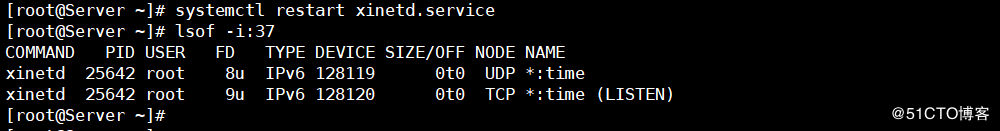 [root@Server ~]# systemctl restart xinetd.service
[root@Server ~]# lsof -i:37
COMMAND   PID USER   FD   TYPE DEVICE SIZE/OFF NODE NAME
xinetd  25642 root    8u  IPv6 128119      0t0  UDP *:time
xinetd  25642 root    9u  IPv6 128120      0t0  TCP *:time (LISTEN)
[root@Server ~]#
@51CTO博客